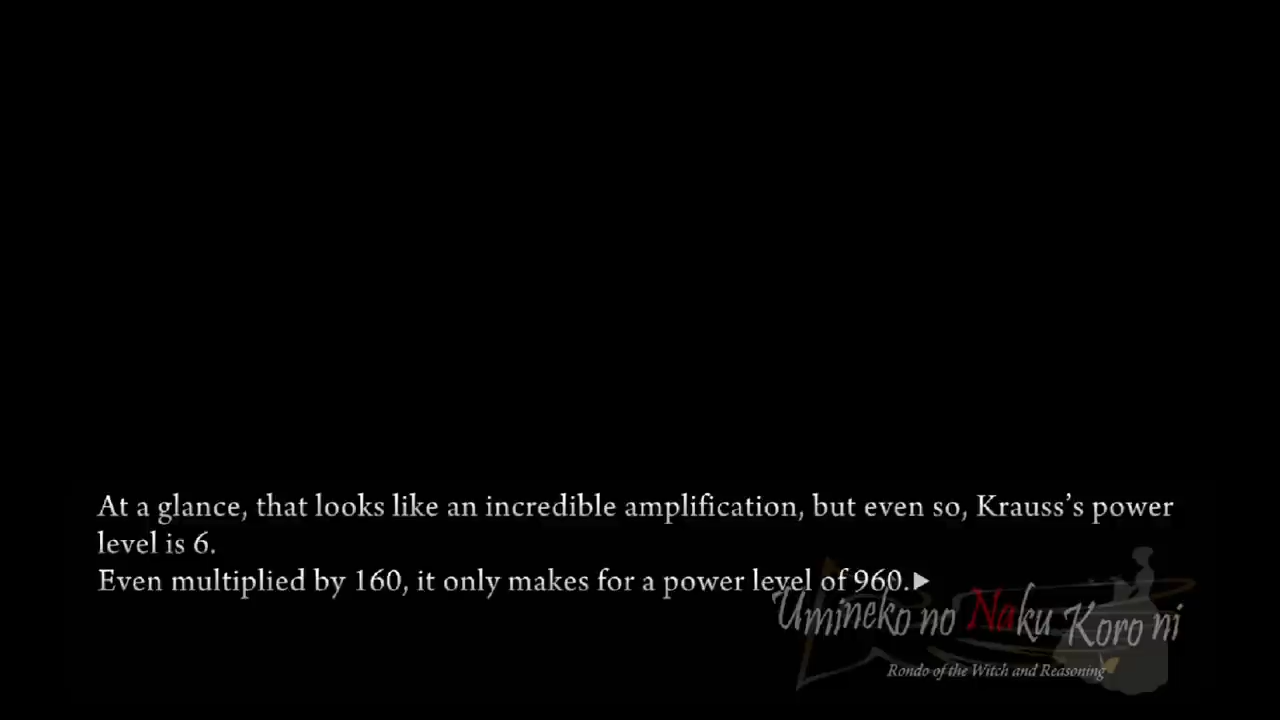 At a glance, that looks like an incredible amplification, but even so, Krauss’s power
level is 6.
Even multiplied by 160, it only makes for a power level of 960.
Umineko no Naku Koro ni
Rondo of the Witch and Reasoning